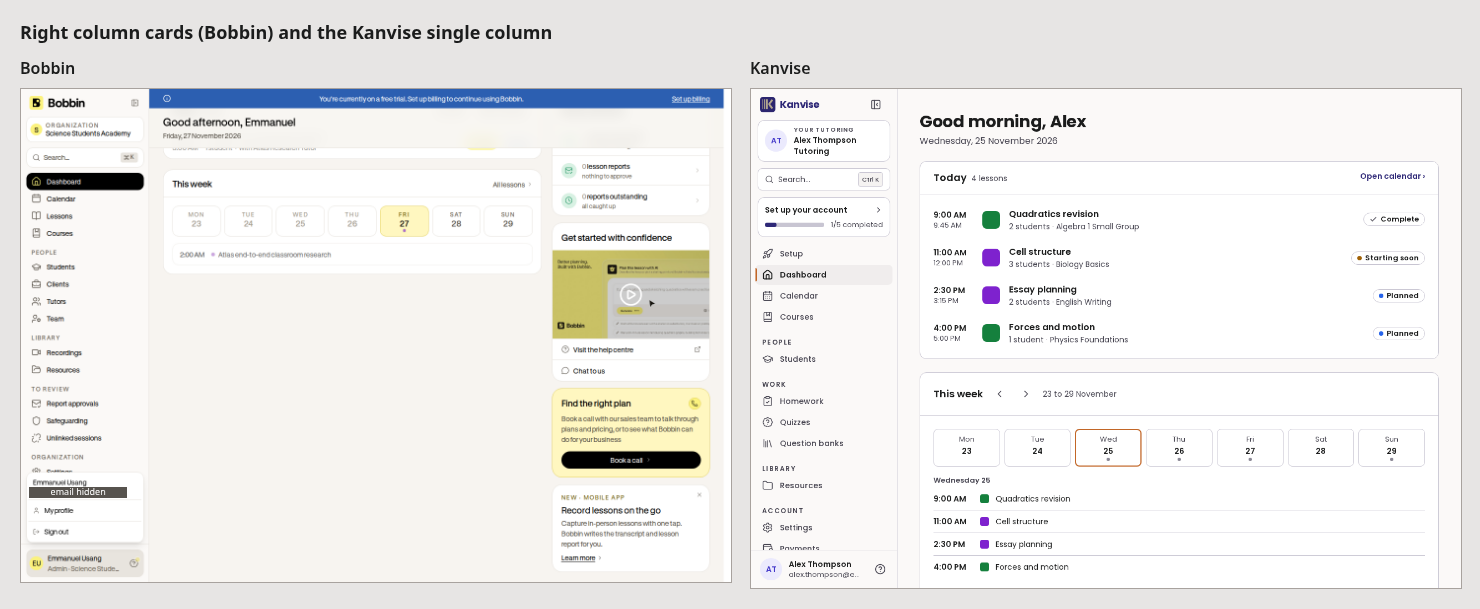 Right column cards (Bobbin) and the Kanvise single column
Bobbin
Bobbin
ORGANIZATION
S
Science Students Academy
Search...
⌘K
Dashboard
Calendar
Lessons
Courses
PEOPLE
Students
Clients
Tutors
Team
LIBRARY
Recordings
Resources
TO REVIEW
Report approvals
Safeguarding
Unlinked sessions
ORGANIZATION
Emmanuel Usang
email hidden
My profile
Sign out
EU
Emmanuel Usang
Admin · Science Stude...
You're currently on a free trial. Set up billing to continue using Bobbin.
Set up billing
Good afternoon, Emmanuel
Friday, 27 November 2026
This week
All lessons ›
MON
23
TUE
24
WED
25
THU
26
FRI
27
SAT
28
SUN
29
2:00 AM
Atlas end-to-end classroom research
0 lesson reports
nothing to approve
0 reports outstanding
all caught up
Get started with confidence
Bobbin
Visit the help centre
Chat to us
Find the right plan
Book a call with our sales team to talk through
plans and pricing, or to see what Bobbin can
do for your business
Book a call ›
NEW · MOBILE APP
×
Record lessons on the go
Capture in-person lessons with one tap.
Bobbin writes the transcript and lesson
report for you.
Learn more ›
Kanvise
Kanvise
AT
YOUR TUTORING
Alex Thompson
Tutoring
Search...
Ctrl K
Set up your account
1/5 completed
Setup
Dashboard
Calendar
Courses
PEOPLE
Students
WORK
Homework
Quizzes
Question banks
LIBRARY
Resources
ACCOUNT
Settings
Payments
AT
Alex Thompson
alex.thompson@e...
Good morning, Alex
Wednesday, 25 November 2026
Today 4 lessons
Open calendar ›
9:00 AM
9:45 AM
Quadratics revision
2 students · Algebra 1 Small Group
Complete
11:00 AM
12:00 PM
Cell structure
3 students · Biology Basics
Starting soon
2:30 PM
3:15 PM
Essay planning
2 students · English Writing
Planned
4:00 PM
5:00 PM
Forces and motion
1 student · Physics Foundations
Planned
This week
23 to 29 November
Mon
23
Tue
24
Wed
25
Thu
26
Fri
27
Sat
28
Sun
29
Wednesday 25
9:00 AM Quadratics revision
11:00 AM Cell structure
2:30 PM Essay planning
4:00 PM Forces and motion